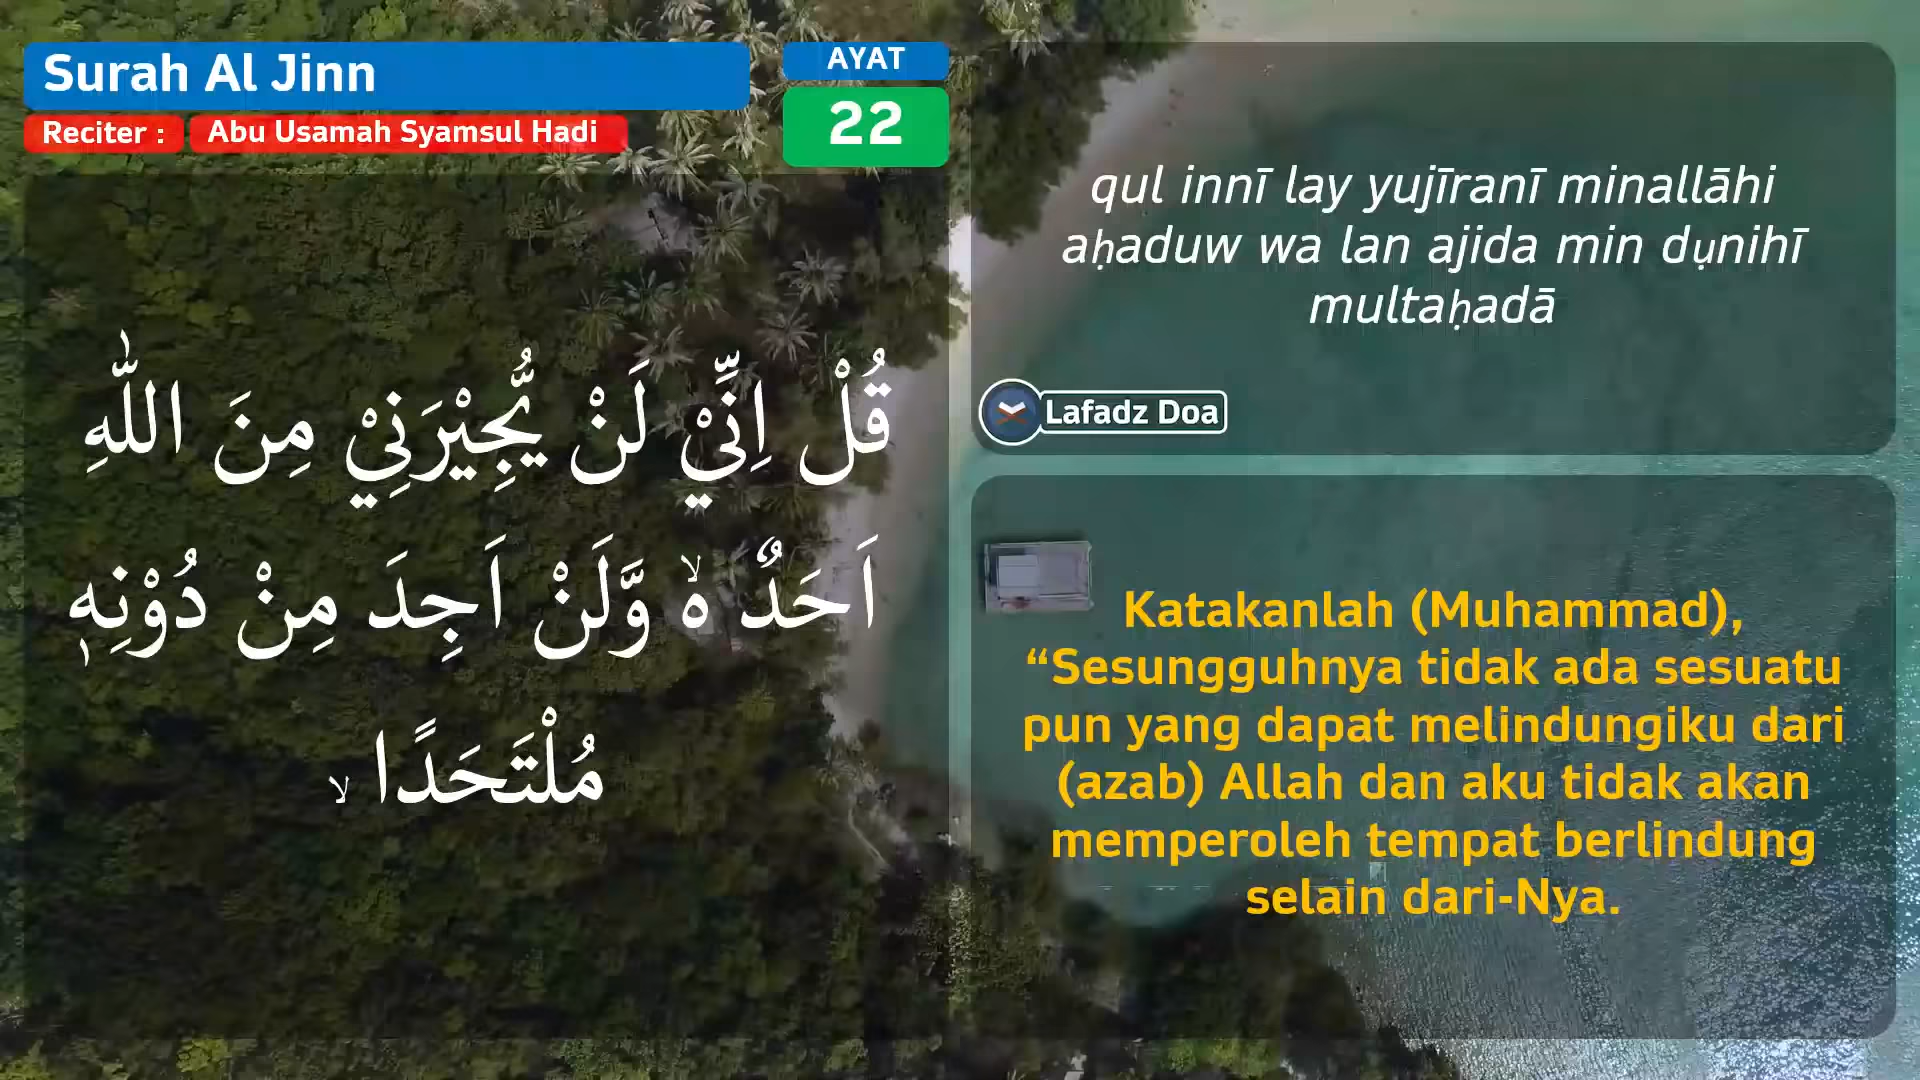 Surah Al Jinn
AYAT
22
Reciter :
Abu Usamah Syamsul Hadi
قُلْ اِنِّيْ لَنْ يُّجِيْرَنِيْ مِنَ اللّٰهِ
اَحَدٌ ەۙ وَّلَنْ اَجِدَ مِنْ دُوْنِهٖ
مُلْتَحَدًا ۙ
qul innī lay yujīranī minallāhi
aḥaduw wa lan ajida min dụnihī
multaḥadā
Lafadz Doa
Katakanlah (Muhammad),
“Sesungguhnya tidak ada sesuatu
pun yang dapat melindungiku dari
(azab) Allah dan aku tidak akan
memperoleh tempat berlindung
selain dari-Nya.